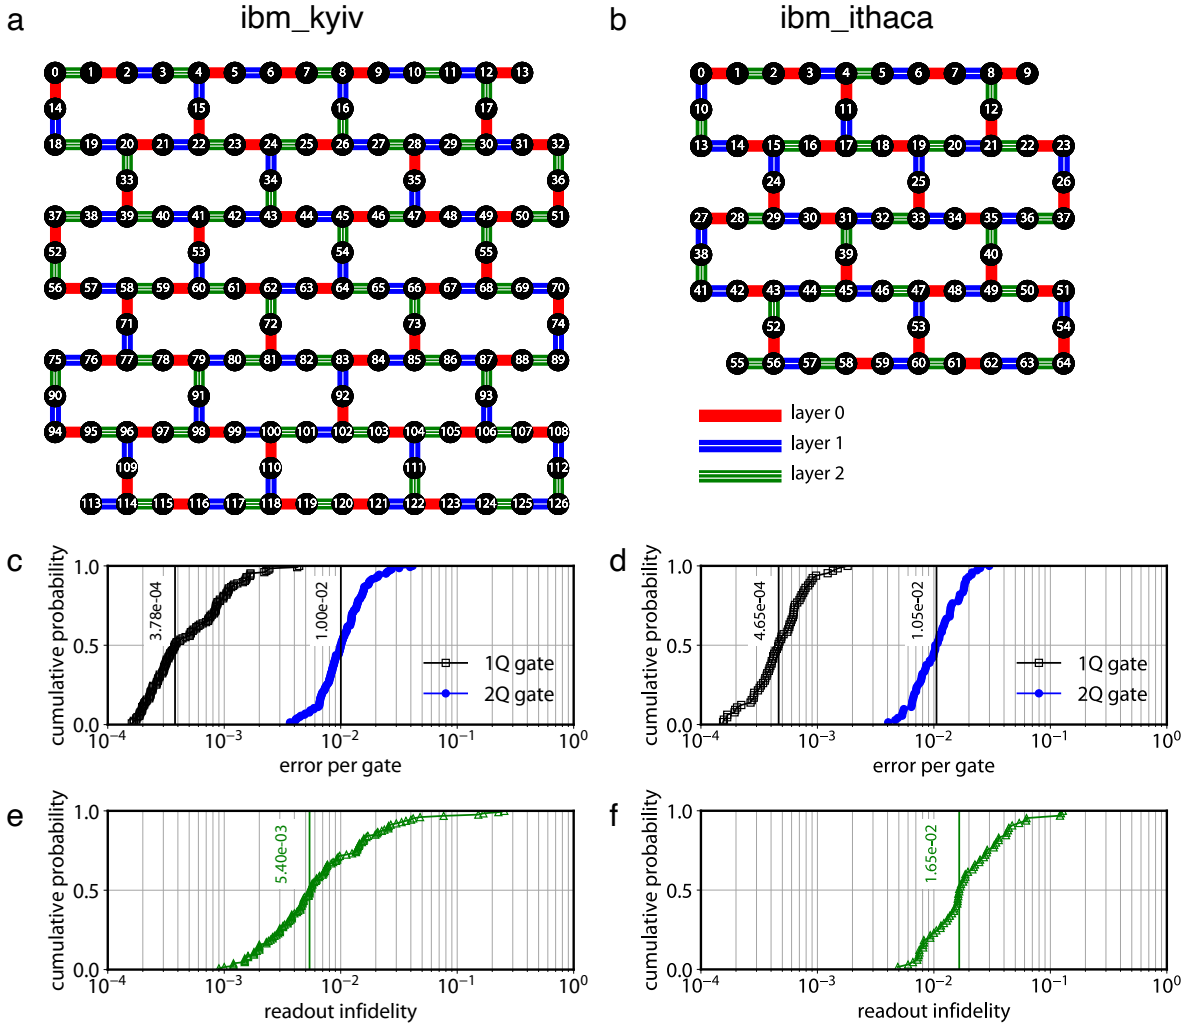 a ibm_kyiv
0 1 2 3 4 5 6 7 8 9 10 11 12 13
14 15 16 17
18 19 20 21 22 23 24 25 26 27 28 29 30 31 32
33 34 35 36
37 38 39 40 41 42 43 44 45 46 47 48 49 50 51
52 53 54 55
56 57 58 59 60 61 62 63 64 65 66 67 68 69 70
71 72 73 74
75 76 77 78 79 80 81 82 83 84 85 86 87 88 89
90 91 92 93
94 95 96 97 98 99 100 101 102 103 104 105 106 107 108
109 110 111 112
113 114 115 116 117 118 119 120 121 122 123 124 125 126
b ibm_ithaca
0 1 2 3 4 5 6 7 8 9
10 11 12
13 14 15 16 17 18 19 20 21 22 23
24 25 26
27 28 29 30 31 32 33 34 35 36 37
38 39 40
41 42 43 44 45 46 47 48 49 50 51
52 53 54
55 56 57 58 59 60 61 62 63 64
layer 0
layer 1
layer 2
c
cumulative probability
1.0
0.5
0.0
3.78e-04
1.00e-02
1Q gate
2Q gate
10⁻⁴ 10⁻³ 10⁻² 10⁻¹ 10⁰
error per gate
d
cumulative probability
1.0
0.5
0.0
4.65e-04
1.05e-02
1Q gate
2Q gate
10⁻⁴ 10⁻³ 10⁻² 10⁻¹ 10⁰
error per gate
e
cumulative probability
1.0
0.5
0.0
5.40e-03
10⁻⁴ 10⁻³ 10⁻² 10⁻¹ 10⁰
readout infidelity
f
cumulative probability
1.0
0.5
0.0
1.65e-02
10⁻⁴ 10⁻³ 10⁻² 10⁻¹ 10⁰
readout infidelity